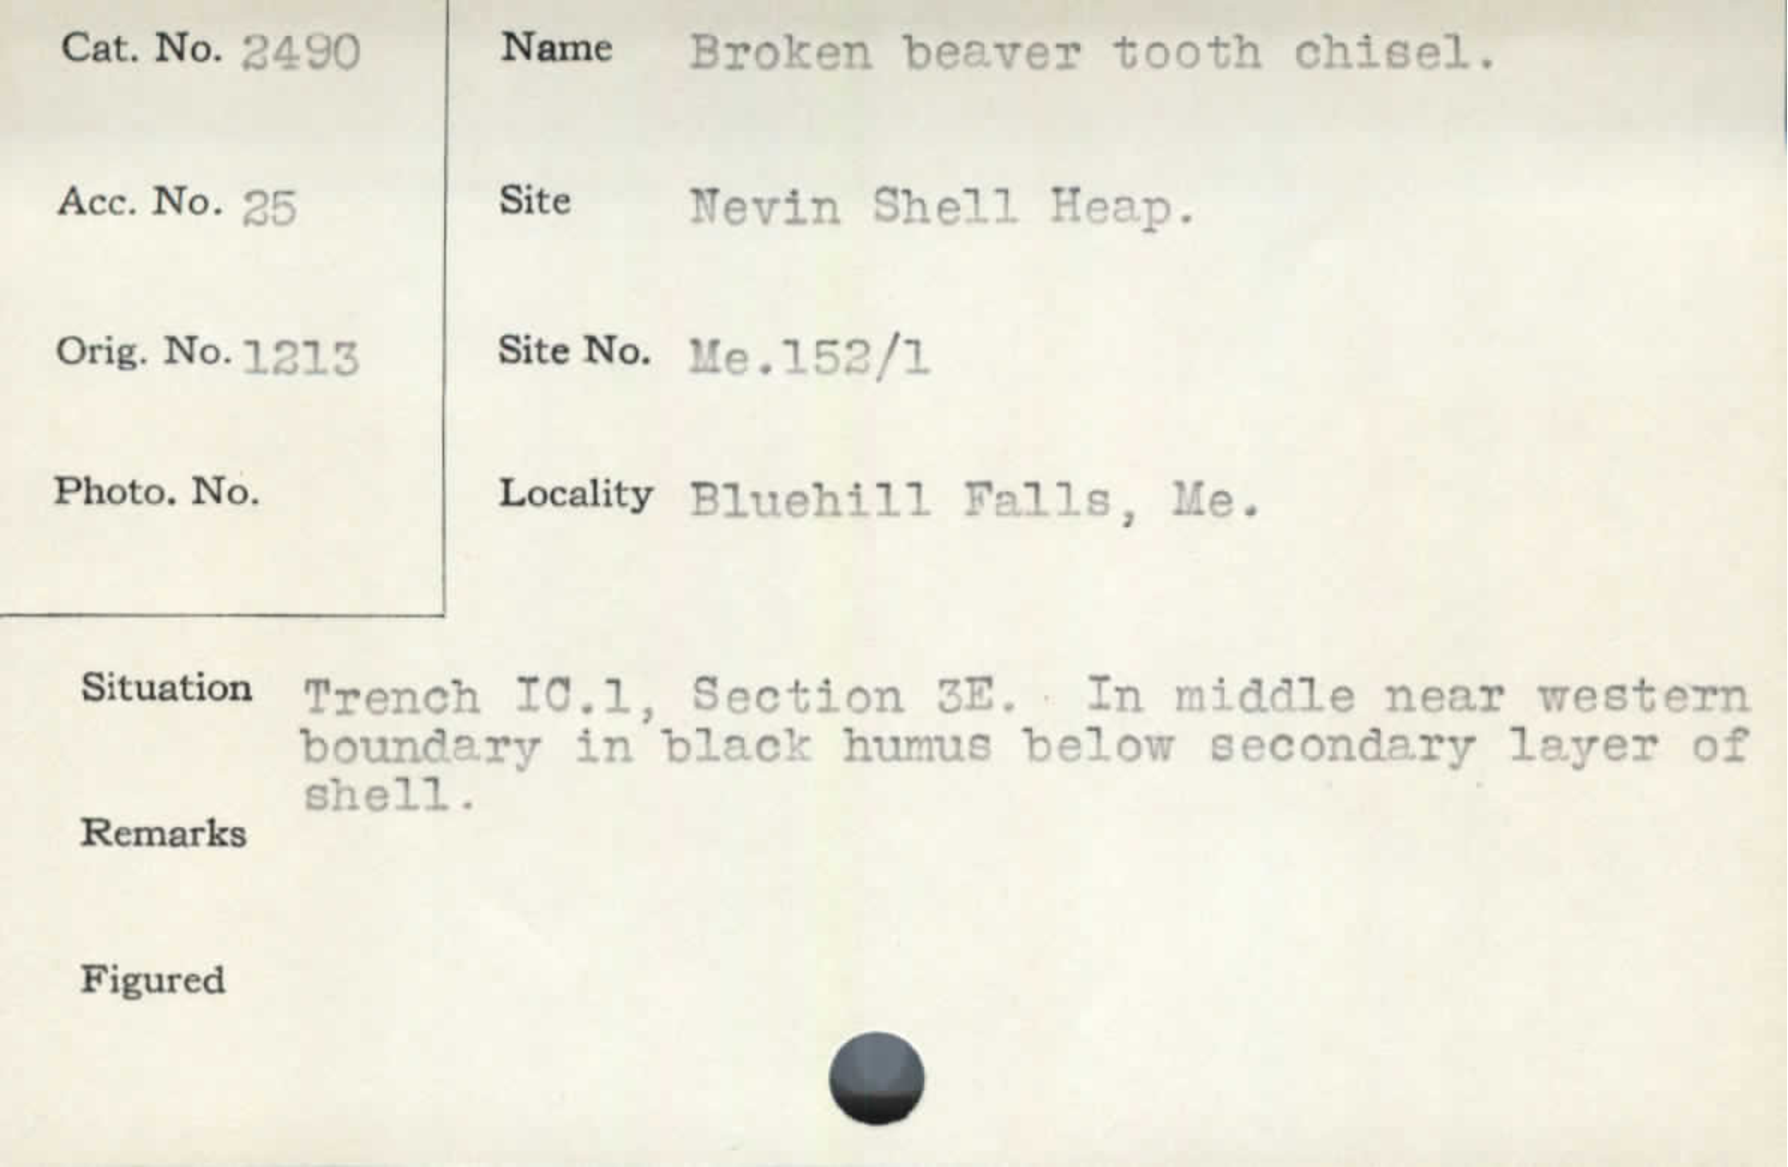 Cat. No. 2490
Name Broken beaver tooth chisel.
Acc. No. 25
Site Nevin Shell Heap.
Orig. No. 1213
Site No. Me.152/1
Photo. No.
Locality Bluehill Falls, Me.
Situation Trench IC.1, Section 3E. In middle near western
boundary in black humus below secondary layer of
shell.
Remarks
Figured